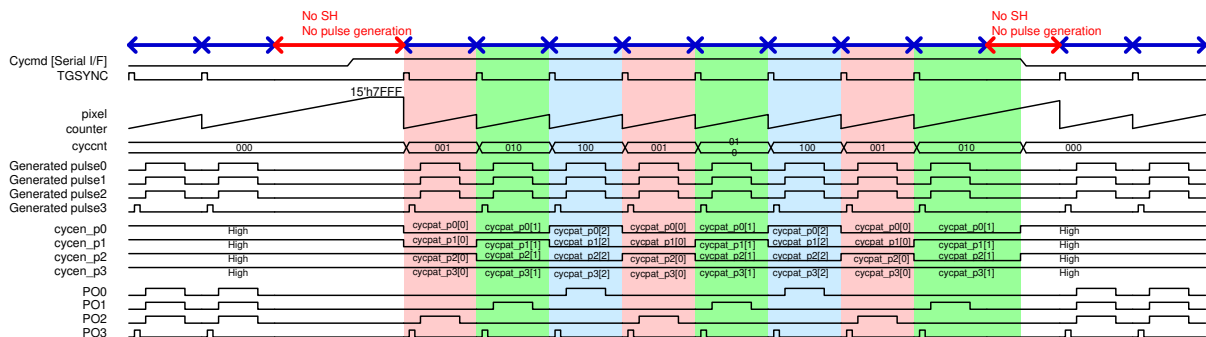 No SH
No pulse generation
No SH
No pulse generation
Cycmd [Serial I/F]
TGSYNC
15'h7FFF
pixel
counter
cyccnt 000 001 010 100 001 010 100 001 010 000
Generated pulse0
Generated pulse1
Generated pulse2
Generated pulse3
cycen_p0 High cycpat_p0[0] cycpat_p0[1] cycpat_p0[2] cycpat_p0[0] cycpat_p0[1] cycpat_p0[2] cycpat_p0[0] cycpat_p0[1] High
cycen_p1 High cycpat_p1[0] cycpat_p1[1] cycpat_p1[2] cycpat_p1[0] cycpat_p1[1] cycpat_p1[2] cycpat_p1[0] cycpat_p1[1] High
cycen_p2 High cycpat_p2[0] cycpat_p2[1] cycpat_p2[2] cycpat_p2[0] cycpat_p2[1] cycpat_p2[2] cycpat_p2[0] cycpat_p2[1] High
cycen_p3 High cycpat_p3[0] cycpat_p3[1] cycpat_p3[2] cycpat_p3[0] cycpat_p3[1] cycpat_p3[2] cycpat_p3[0] cycpat_p3[1] High
PO0
PO1
PO2
PO3